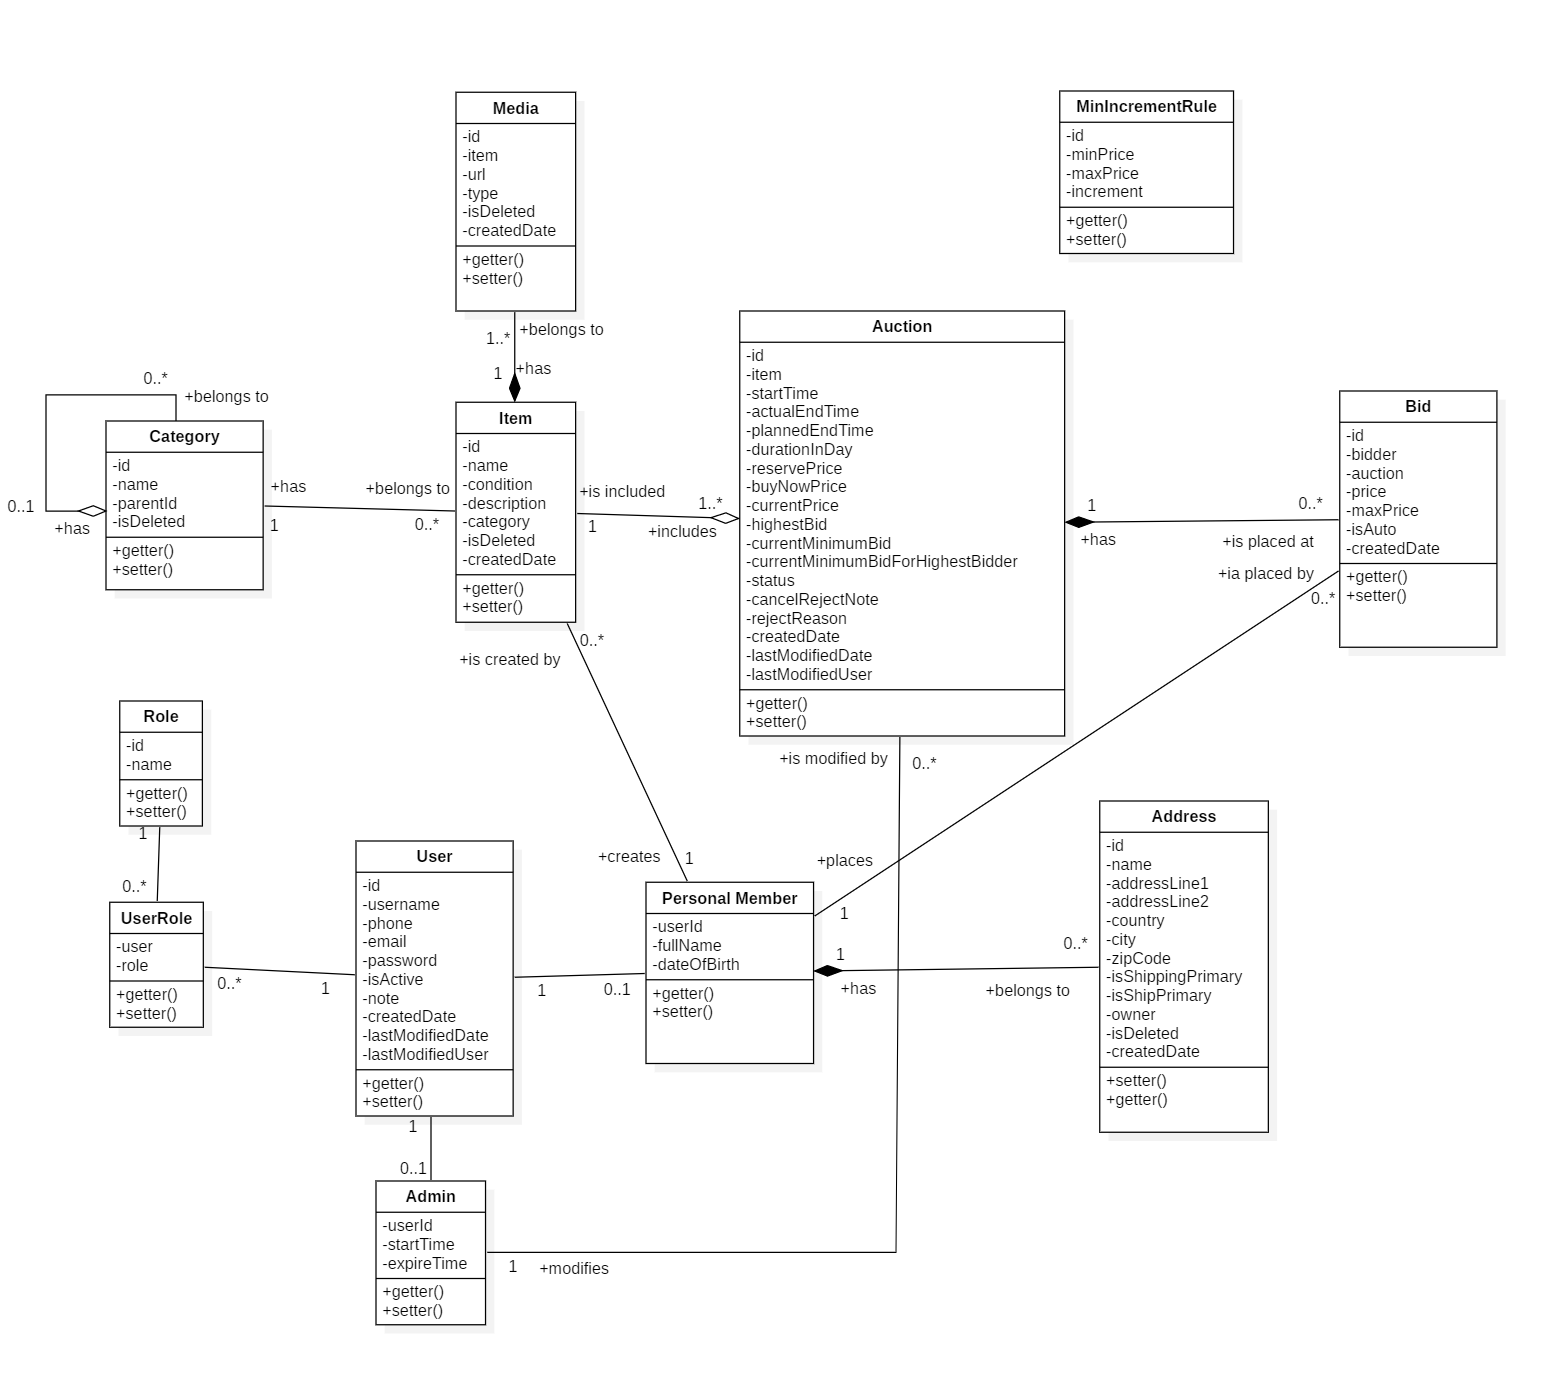 Media
-id
-item
-url
-type
-isDeleted
-createdDate
+getter()
+setter()
MinIncrementRule
-id
-minPrice
-maxPrice
-increment
+getter()
+setter()
1..*
+belongs to
1
+has
0..*
+belongs to
0..1
+has
Category
-id
-name
-parentId
-isDeleted
+getter()
+setter()
+has
1
+belongs to
0..*
Item
-id
-name
-condition
-description
-category
-isDeleted
-createdDate
+getter()
+setter()
+is included
1
1..*
+includes
Auction
-id
-item
-startTime
-actualEndTime
-plannedEndTime
-durationInDay
-reservePrice
-buyNowPrice
-currentPrice
-highestBid
-currentMinimumBid
-currentMinimumBidForHighestBidder
-status
-cancelRejectNote
-rejectReason
-createdDate
-lastModifiedDate
-lastModifiedUser
+getter()
+setter()
1
+has
0..*
+is placed at
+ia placed by
0..*
Bid
-id
-bidder
-auction
-price
-maxPrice
-isAuto
-createdDate
+getter()
+setter()
0..*
+is created by
+creates
1
+is modified by
0..*
Role
-id
-name
+getter()
+setter()
1
0..*
UserRole
-user
-role
+getter()
+setter()
0..*
1
User
-id
-username
-phone
-email
-password
-isActive
-note
-createdDate
-lastModifiedDate
-lastModifiedUser
+getter()
+setter()
1
0..1
Personal Member
-userId
-fullName
-dateOfBirth
+getter()
+setter()
+places
1
1
+has
0..*
+belongs to
Address
-id
-name
-addressLine1
-addressLine2
-country
-city
-zipCode
-isShippingPrimary
-isShipPrimary
-owner
-isDeleted
-createdDate
+setter()
+getter()
1
0..1
Admin
-userId
-startTime
-expireTime
+getter()
+setter()
1
+modifies